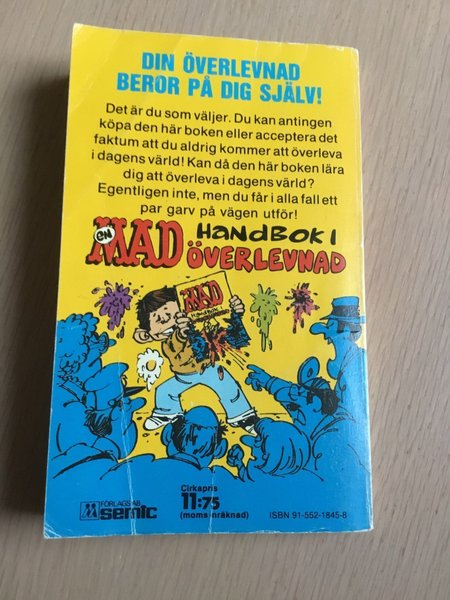 DIN ÖVERLEVNAD
BEROR PÅ DIG SJÄLV!
Det är du som väljer. Du kan antingen
köpa den här boken eller acceptera det
faktum att du aldrig kommer att överleva
i dagens värld! Kan då den här boken lära
dig att överleva i dagens värld?
Egentligen inte, men du får i alla fall ett
par garv på vägen utför!
EN MAD HANDBOK I
ÖVERLEVNAD
MAD
HANDBOK I
FÖRLAGS AB
semic
Cirkapris
11:75
(moms inräknad)
ISBN 91-552-1845-8